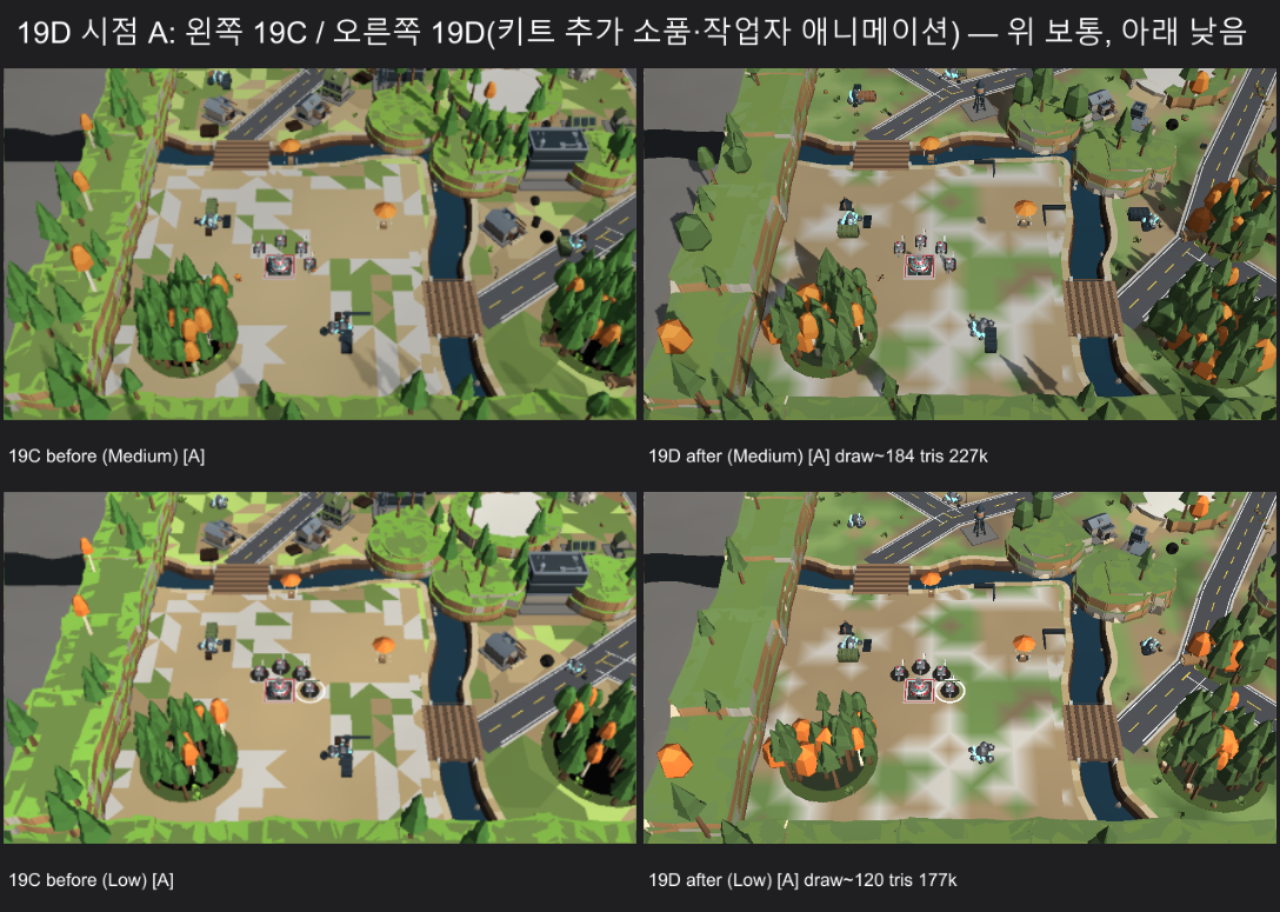 19D 시점 A: 왼쪽 19C / 오른쪽 19D(키트 추가 소품·작업자 애니메이션) — 위 보통, 아래 낮음
19C before (Medium) [A]
19D after (Medium) [A] draw~184 tris 227k
19C before (Low) [A]
19D after (Low) [A] draw~120 tris 177k